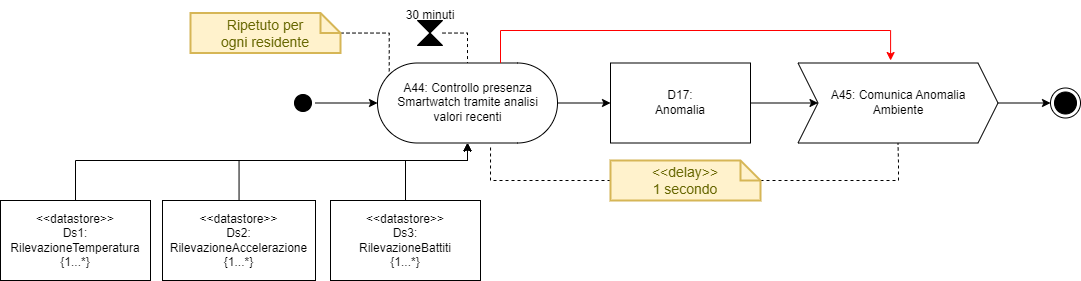 30 minuti
Ripetuto per
ogni residente
A44: Controllo presenza
Smartwatch tramite analisi
valori recenti
D17:
Anomalia
A45: Comunica Anomalia
Ambiente
<<delay>>
1 secondo
<<datastore>>
Ds1:
RilevazioneTemperatura
{1...*}
<<datastore>>
Ds2:
RilevazioneAccelerazione
{1...*}
<<datastore>>
Ds3:
RilevazioneBattiti
{1...*}